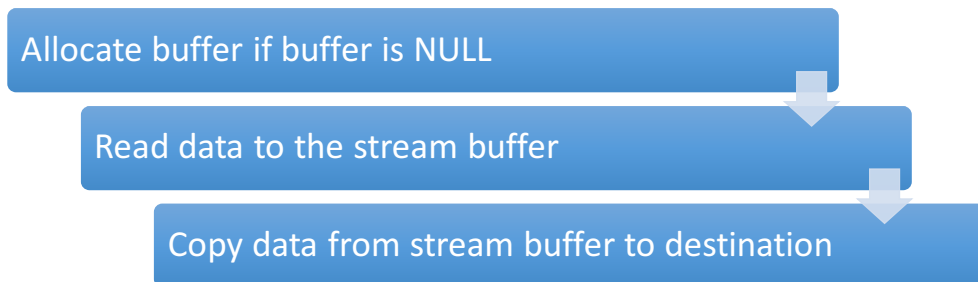 Allocate buffer if buffer is NULL
Read data to the stream buffer
Copy data from stream buffer to destination